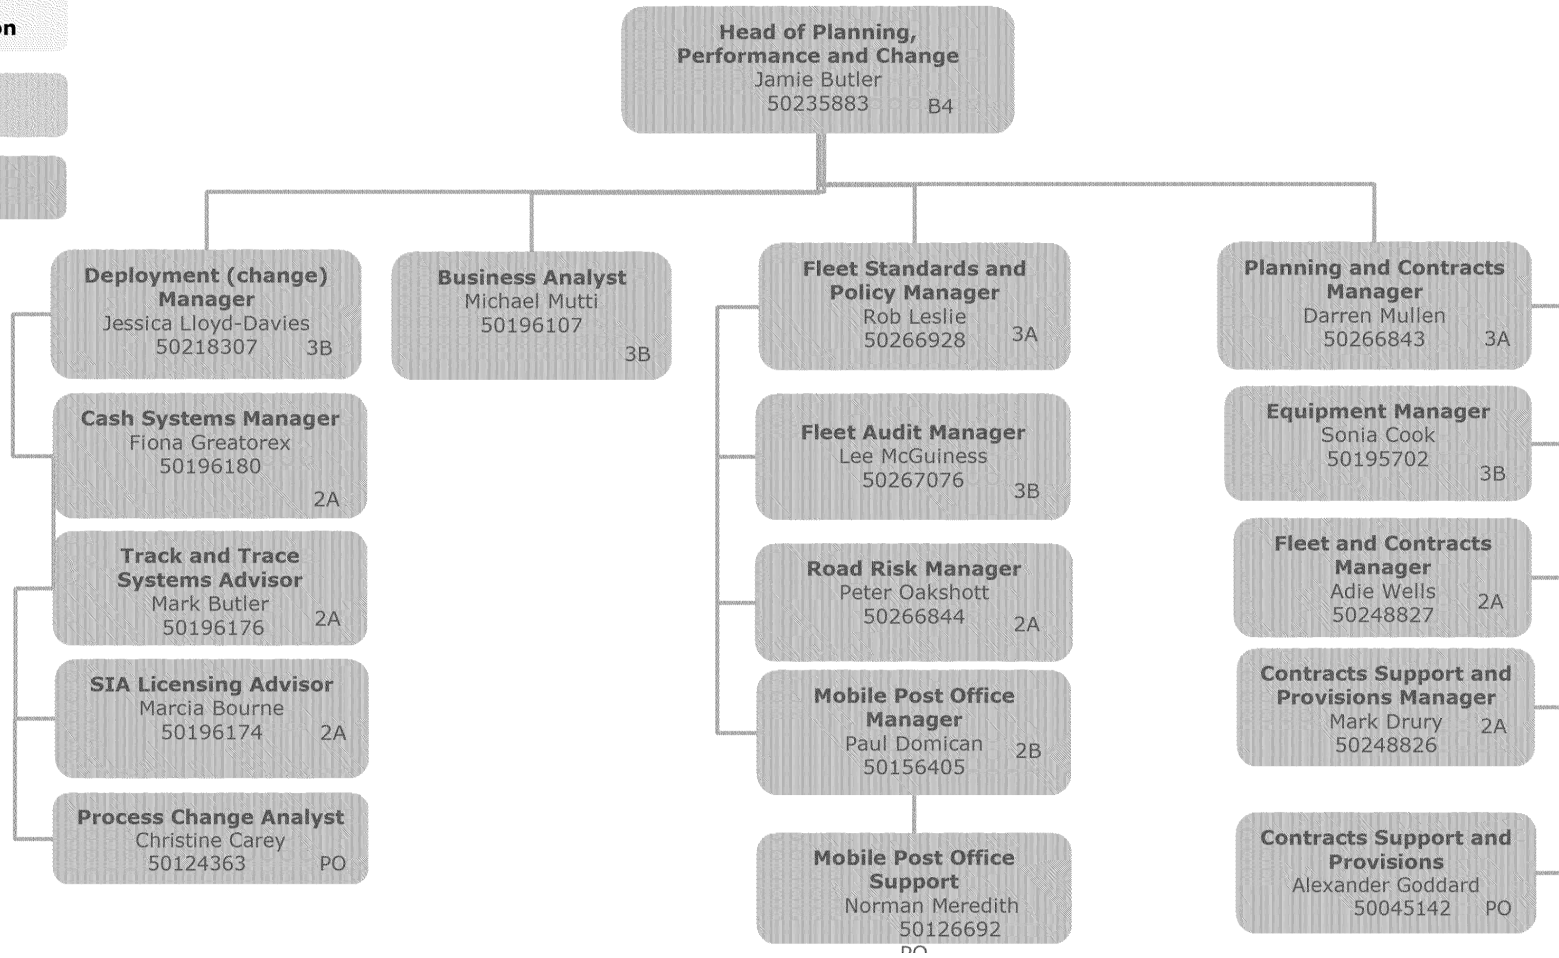 on
Head of Planning,
Performance and Change
Jamie Butler
50235883 B4
Deployment (change)
Manager
Jessica Lloyd-Davies
50218307 3B
Cash Systems Manager
Fiona Greatorex
50196180
2A
Track and Trace
Systems Advisor
Mark Butler
50196176 2A
SIA Licensing Advisor
Marcia Bourne
50196174 2A
Process Change Analyst
Christine Carey
50124363 PO
Business Analyst
Michael Mutti
50196107
3B
Fleet Standards and
Policy Manager
Rob Leslie
50266928 3A
Fleet Audit Manager
Lee McGuiness
50267076
3B
Road Risk Manager
Peter Oakshott
50266844 2A
Mobile Post Office
Manager
Paul Domican 2B
50156405
Mobile Post Office
Support
Norman Meredith
50126692
PO
Planning and Contracts
Manager
Darren Mullen
50266843 3A
Equipment Manager
Sonia Cook
50195702
3B
Fleet and Contracts
Manager
Adie Wells 2A
50248827
Contracts Support and
Provisions Manager
Mark Drury 2A
50248826
Contracts Support and
Provisions
Alexander Goddard
50045142 PO